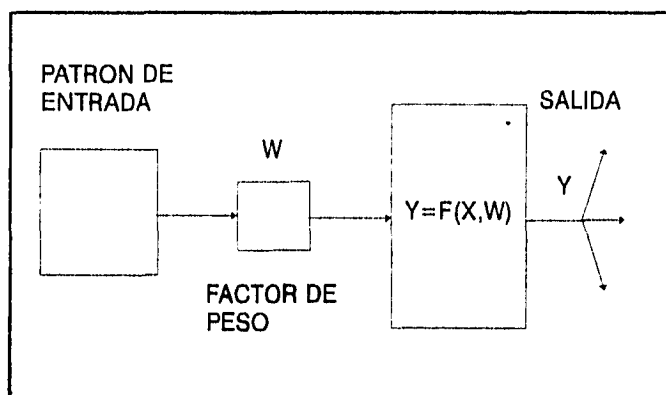 PATRON DE
ENTRADA
W
FACTOR DE
PESO
Y=F(X,W)
SALIDA
Y